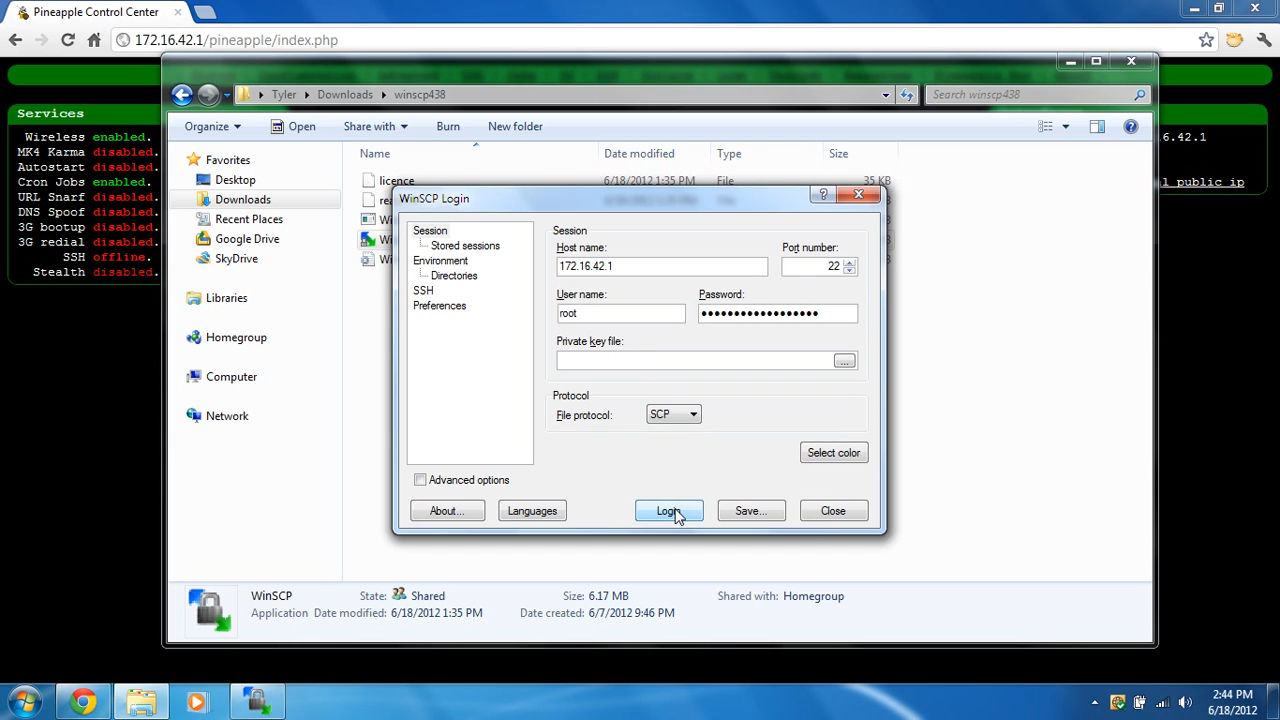 Pineapple Control Center
172.16.42.1/pineapple/index.php
Tyler Downloads winscp438
Search winscp438
Organize Open Share with Burn New folder
Services
Wireless enabled.
MK4 Karma disabled.
Autostart disabled.
Cron Jobs enabled.
URL Snarf disabled.
DNS Spoof disabled.
3G bootup disabled.
3G redial disabled.
SSH offline.
Stealth disabled.
Favorites
Desktop
Downloads
Recent Places
Google Drive
SkyDrive
Libraries
Homegroup
Computer
Network
Name Date modified Type Size
licence 6/18/2012 1:35 PM File 35 KB
WinSCP Login
Session
Stored sessions
Environment
Directories
SSH
Preferences
Session
Host name: Port number:
172.16.42.1 22
User name: Password:
root ••••••••••••••••••
Private key file:
...
Protocol
File protocol: SCP
Select color
Advanced options
About... Languages Login Save... Close
16.42.1
public ip
WinSCP State: Shared Size: 6.17 MB Shared with: Homegroup
Application Date modified: 6/18/2012 1:35 PM Date created: 6/7/2012 9:46 PM
2:44 PM
6/18/2012